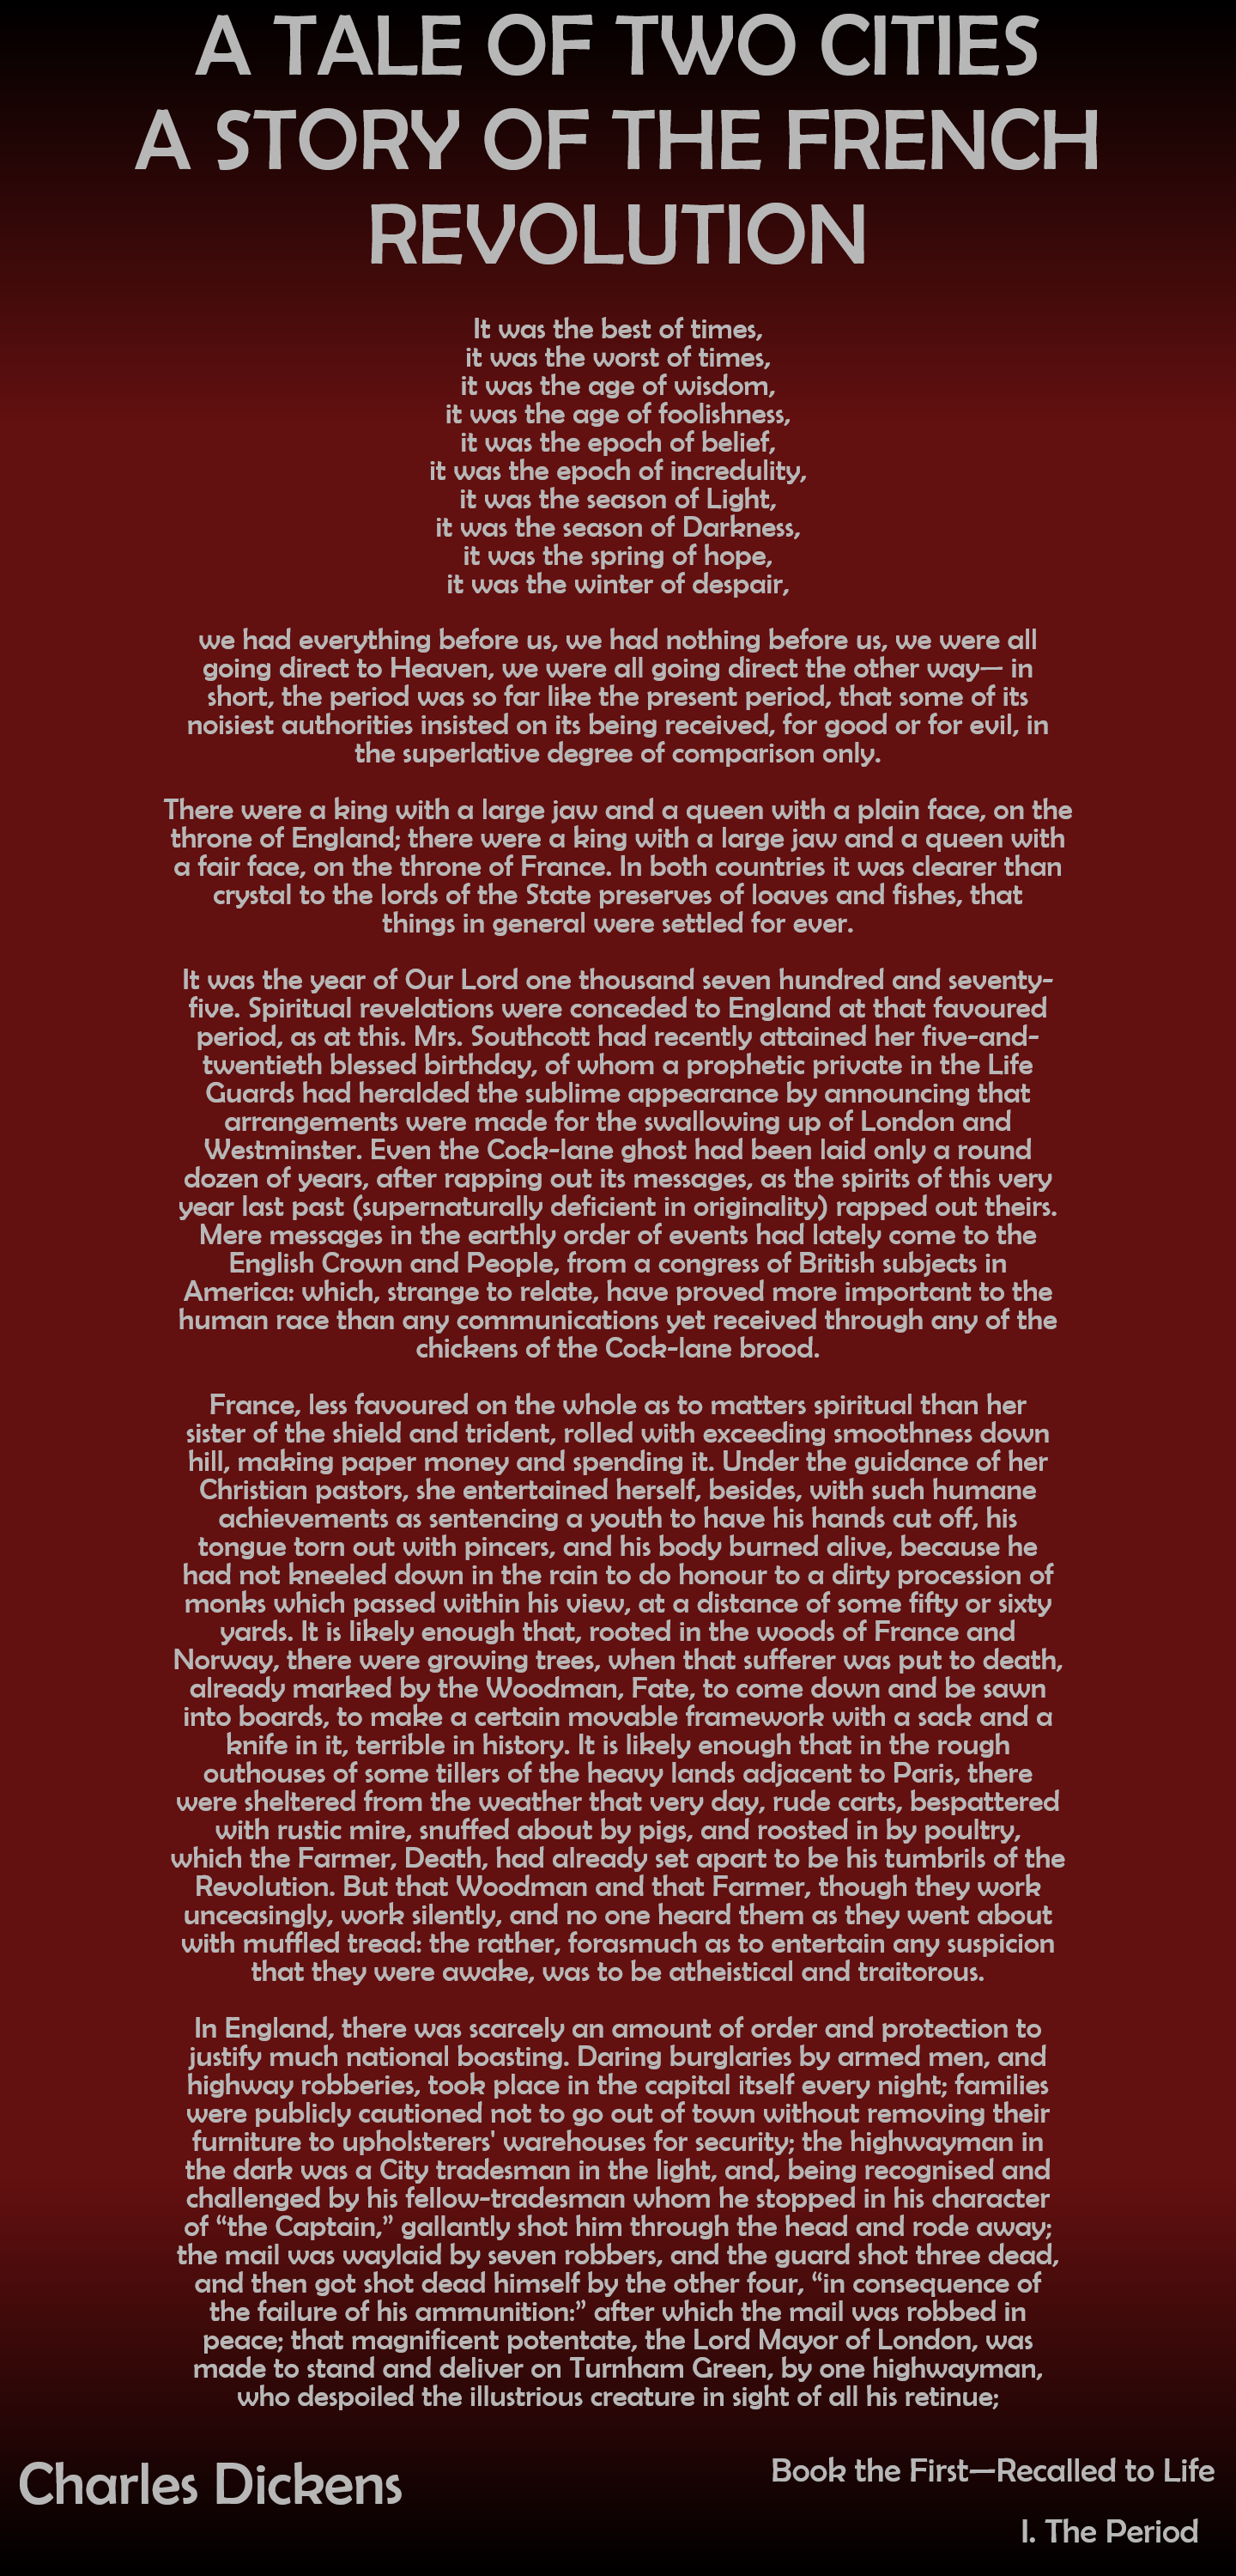 A TALE OF TWO CITIES
A STORY OF THE FRENCH
REVOLUTION
It was the best of times,
it was the worst of times,
it was the age of wisdom,
it was the age of foolishness,
it was the epoch of belief,
it was the epoch of incredulity,
it was the season of Light,
it was the season of Darkness,
it was the spring of hope,
it was the winter of despair,
we had everything before us, we had nothing before us, we were all
going direct to Heaven, we were all going direct the other way— in
short, the period was so far like the present period, that some of its
noisiest authorities insisted on its being received, for good or for evil, in
the superlative degree of comparison only.
There were a king with a large jaw and a queen with a plain face, on the
throne of England; there were a king with a large jaw and a queen with
a fair face, on the throne of France. In both countries it was clearer than
crystal to the lords of the State preserves of loaves and fishes, that
things in general were settled for ever.
It was the year of Our Lord one thousand seven hundred and seventy-
five. Spiritual revelations were conceded to England at that favoured
period, as at this. Mrs. Southcott had recently attained her five-and-
twentieth blessed birthday, of whom a prophetic private in the Life
Guards had heralded the sublime appearance by announcing that
arrangements were made for the swallowing up of London and
Westminster. Even the Cock-lane ghost had been laid only a round
dozen of years, after rapping out its messages, as the spirits of this very
year last past (supernaturally deficient in originality) rapped out theirs.
Mere messages in the earthly order of events had lately come to the
English Crown and People, from a congress of British subjects in
America: which, strange to relate, have proved more important to the
human race than any communications yet received through any of the
chickens of the Cock-lane brood.
France, less favoured on the whole as to matters spiritual than her
sister of the shield and trident, rolled with exceeding smoothness down
hill, making paper money and spending it. Under the guidance of her
Christian pastors, she entertained herself, besides, with such humane
achievements as sentencing a youth to have his hands cut off, his
tongue torn out with pincers, and his body burned alive, because he
had not kneeled down in the rain to do honour to a dirty procession of
monks which passed within his view, at a distance of some fifty or sixty
yards. It is likely enough that, rooted in the woods of France and
Norway, there were growing trees, when that sufferer was put to death,
already marked by the Woodman, Fate, to come down and be sawn
into boards, to make a certain movable framework with a sack and a
knife in it, terrible in history. It is likely enough that in the rough
outhouses of some tillers of the heavy lands adjacent to Paris, there
were sheltered from the weather that very day, rude carts, bespattered
with rustic mire, snuffed about by pigs, and roosted in by poultry,
which the Farmer, Death, had already set apart to be his tumbrils of the
Revolution. But that Woodman and that Farmer, though they work
unceasingly, work silently, and no one heard them as they went about
with muffled tread: the rather, forasmuch as to entertain any suspicion
that they were awake, was to be atheistical and traitorous.
In England, there was scarcely an amount of order and protection to
justify much national boasting. Daring burglaries by armed men, and
highway robberies, took place in the capital itself every night; families
were publicly cautioned not to go out of town without removing their
furniture to upholsterers' warehouses for security; the highwayman in
the dark was a City tradesman in the light, and, being recognised and
challenged by his fellow-tradesman whom he stopped in his character
of “the Captain,” gallantly shot him through the head and rode away;
the mail was waylaid by seven robbers, and the guard shot three dead,
and then got shot dead himself by the other four, “in consequence of
the failure of his ammunition:” after which the mail was robbed in
peace; that magnificent potentate, the Lord Mayor of London, was
made to stand and deliver on Turnham Green, by one highwayman,
who despoiled the illustrious creature in sight of all his retinue;
Charles Dickens
Book the First—Recalled to Life
I. The Period